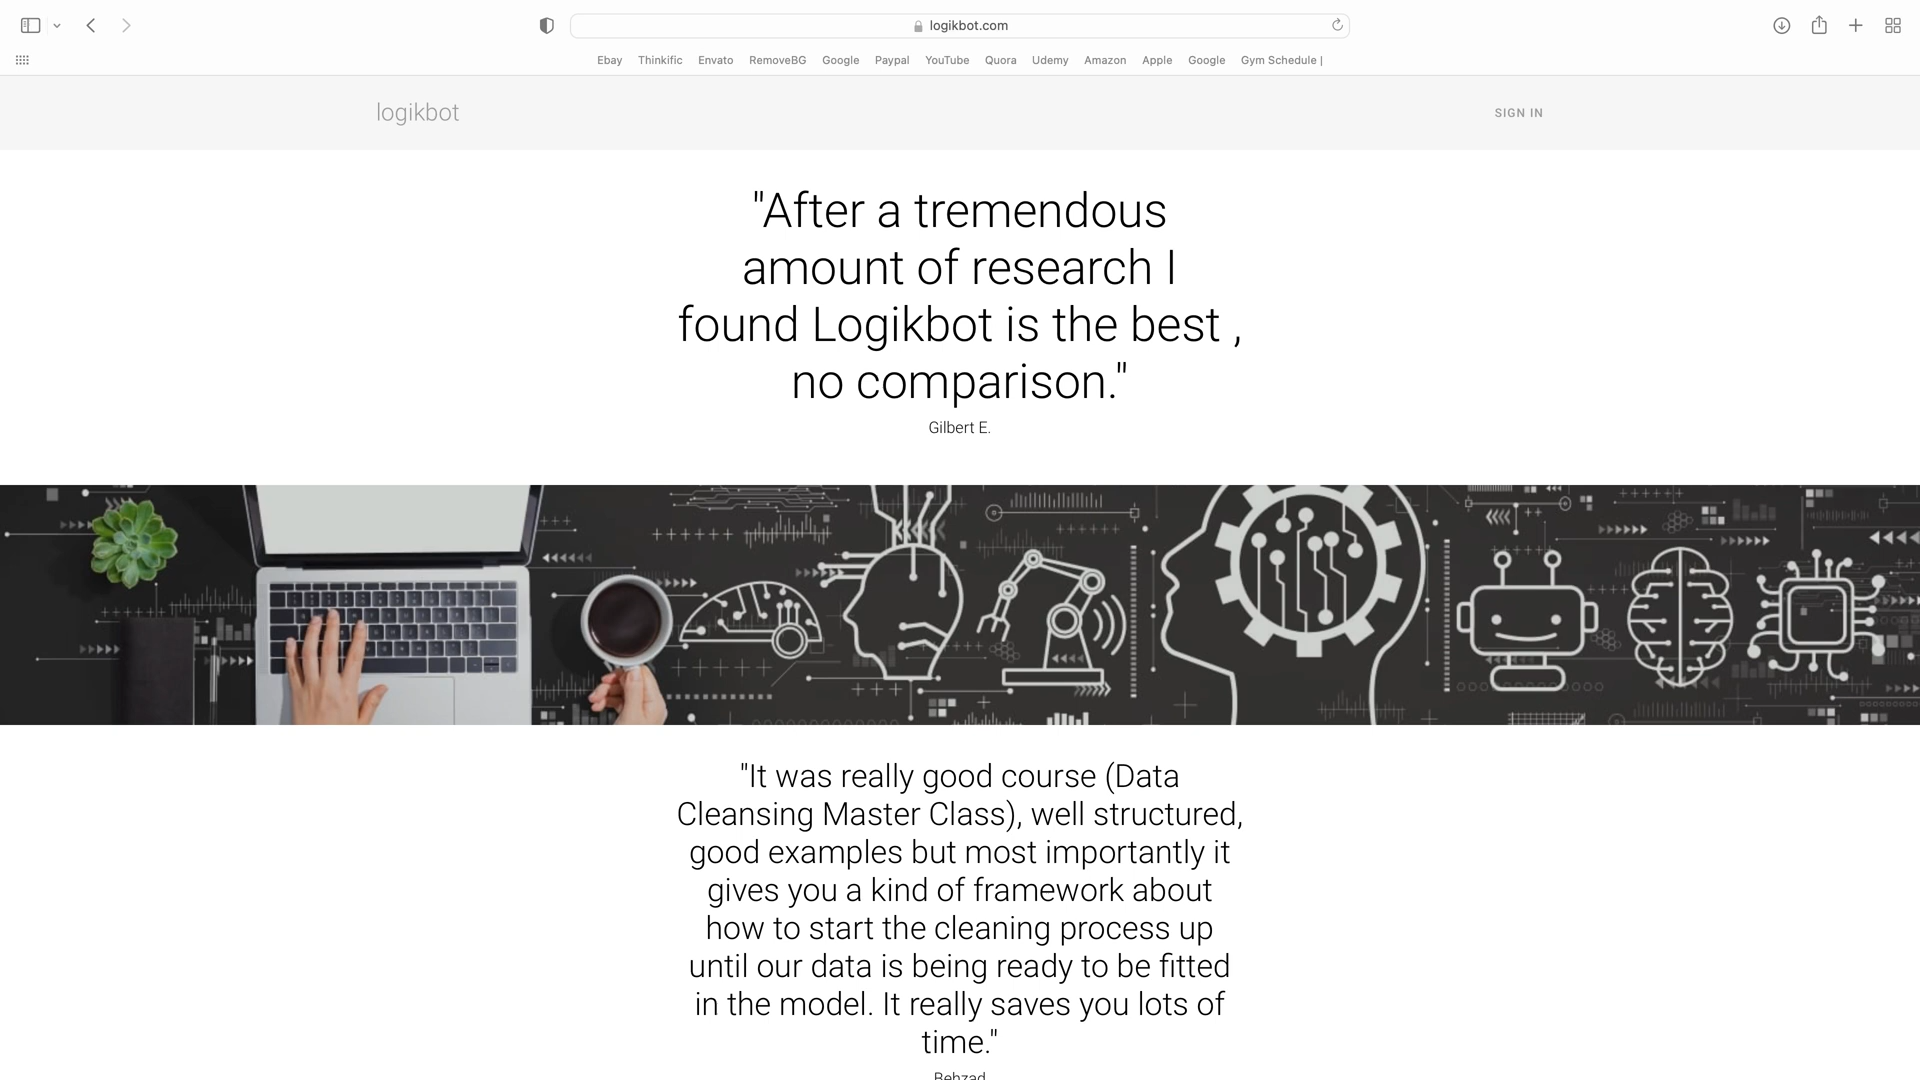 logikbot.com
Ebay Thinkific Envato RemoveBG Google Paypal YouTube Quora Udemy Amazon Apple Google Gym Schedule |
logikbot
SIGN IN
"After a tremendous
amount of research I
found Logikbot is the best ,
no comparison."
Gilbert E.
"It was really good course (Data
Cleansing Master Class), well structured,
good examples but most importantly it
gives you a kind of framework about
how to start the cleaning process up
until our data is being ready to be fitted
in the model. It really saves you lots of
time."
Behzad